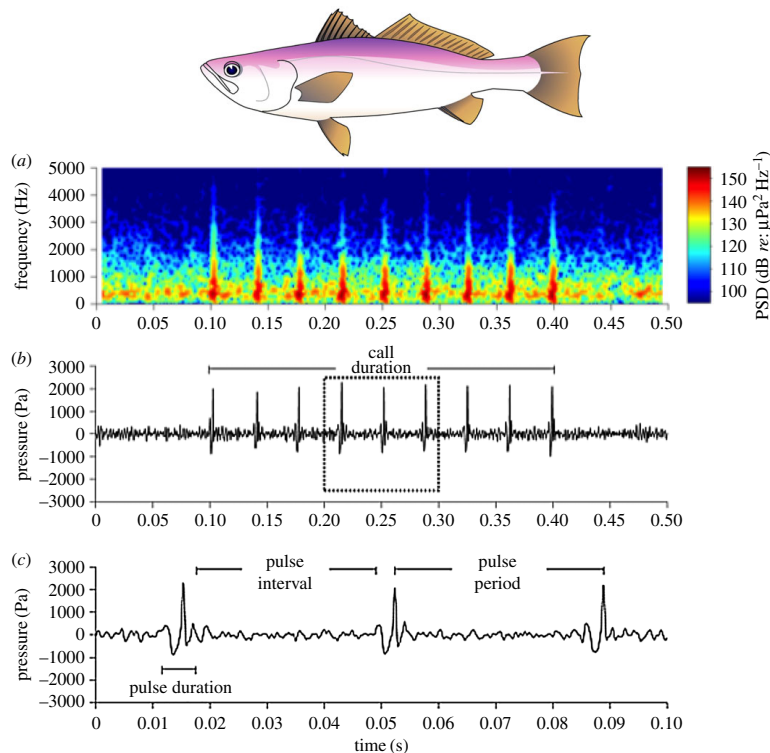 (a)
5000
4000
3000
2000
1000
0
frequency (Hz)
0 0.05 0.10 0.15 0.20 0.25 0.30 0.35 0.40 0.45 0.50
150
140
130
120
110
100
PSD (dB re: μPa² Hz⁻¹)
(b)
call
duration
3000
2000
1000
0
−1000
−2000
−3000
pressure (Pa)
0 0.05 0.10 0.15 0.20 0.25 0.30 0.35 0.40 0.45 0.50
(c)
pulse
interval
pulse
period
3000
2000
1000
0
−1000
−2000
−3000
pressure (Pa)
pulse duration
0 0.01 0.02 0.03 0.04 0.05 0.06 0.07 0.08 0.09 0.10
time (s)